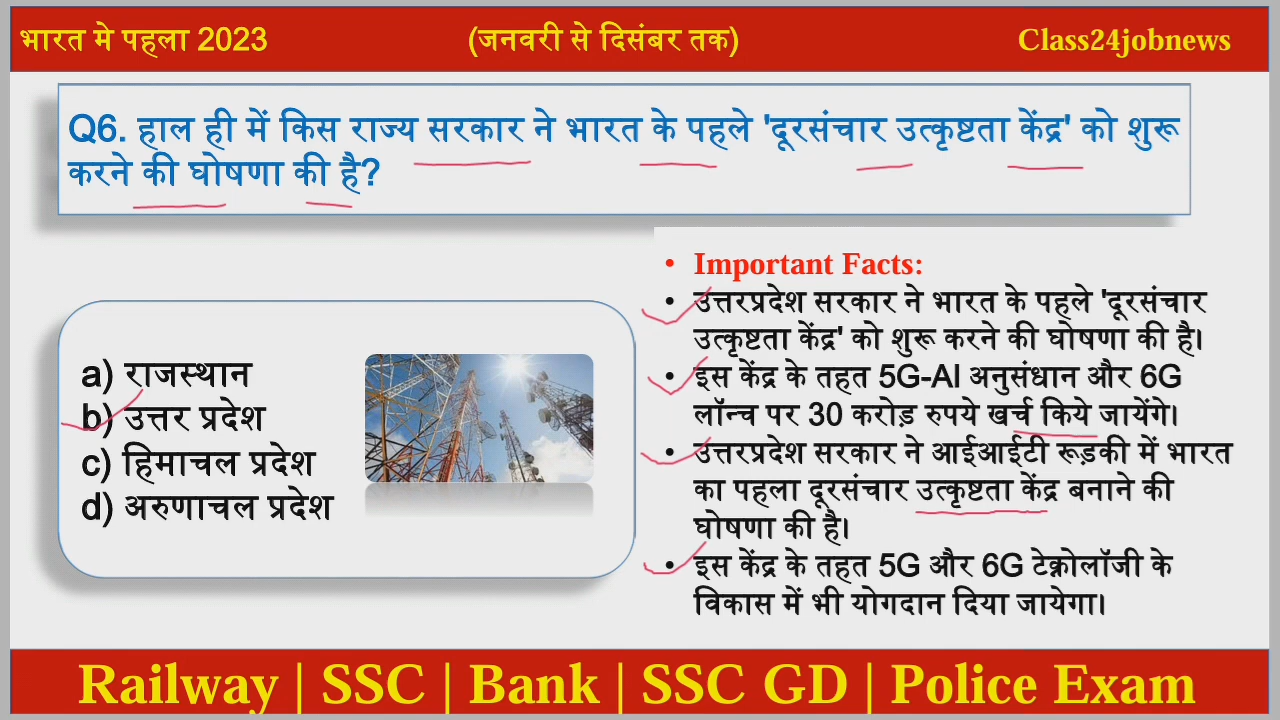 भारत मे पहला 2023 (जनवरी से दिसंबर तक) Class24jobnews
Q6. हाल ही में किस राज्य सरकार ने भारत के पहले 'दूरसंचार उत्कृष्टता केंद्र' को शुरू
करने की घोषणा की है?
a) राजस्थान
b) उत्तर प्रदेश
c) हिमाचल प्रदेश
d) अरुणाचल प्रदेश
• Important Facts:
• उत्तरप्रदेश सरकार ने भारत के पहले 'दूरसंचार
उत्कृष्टता केंद्र' को शुरू करने की घोषणा की है।
• इस केंद्र के तहत 5G-AI अनुसंधान और 6G
लॉन्च पर 30 करोड़ रुपये खर्च किये जायेंगे।
• उत्तरप्रदेश सरकार ने आईआईटी रूड़की में भारत
का पहला दूरसंचार उत्कृष्टता केंद्र बनाने की
घोषणा की है।
• इस केंद्र के तहत 5G और 6G टेक्नोलॉजी के
विकास में भी योगदान दिया जायेगा।
Railway | SSC | Bank | SSC GD | Police Exam